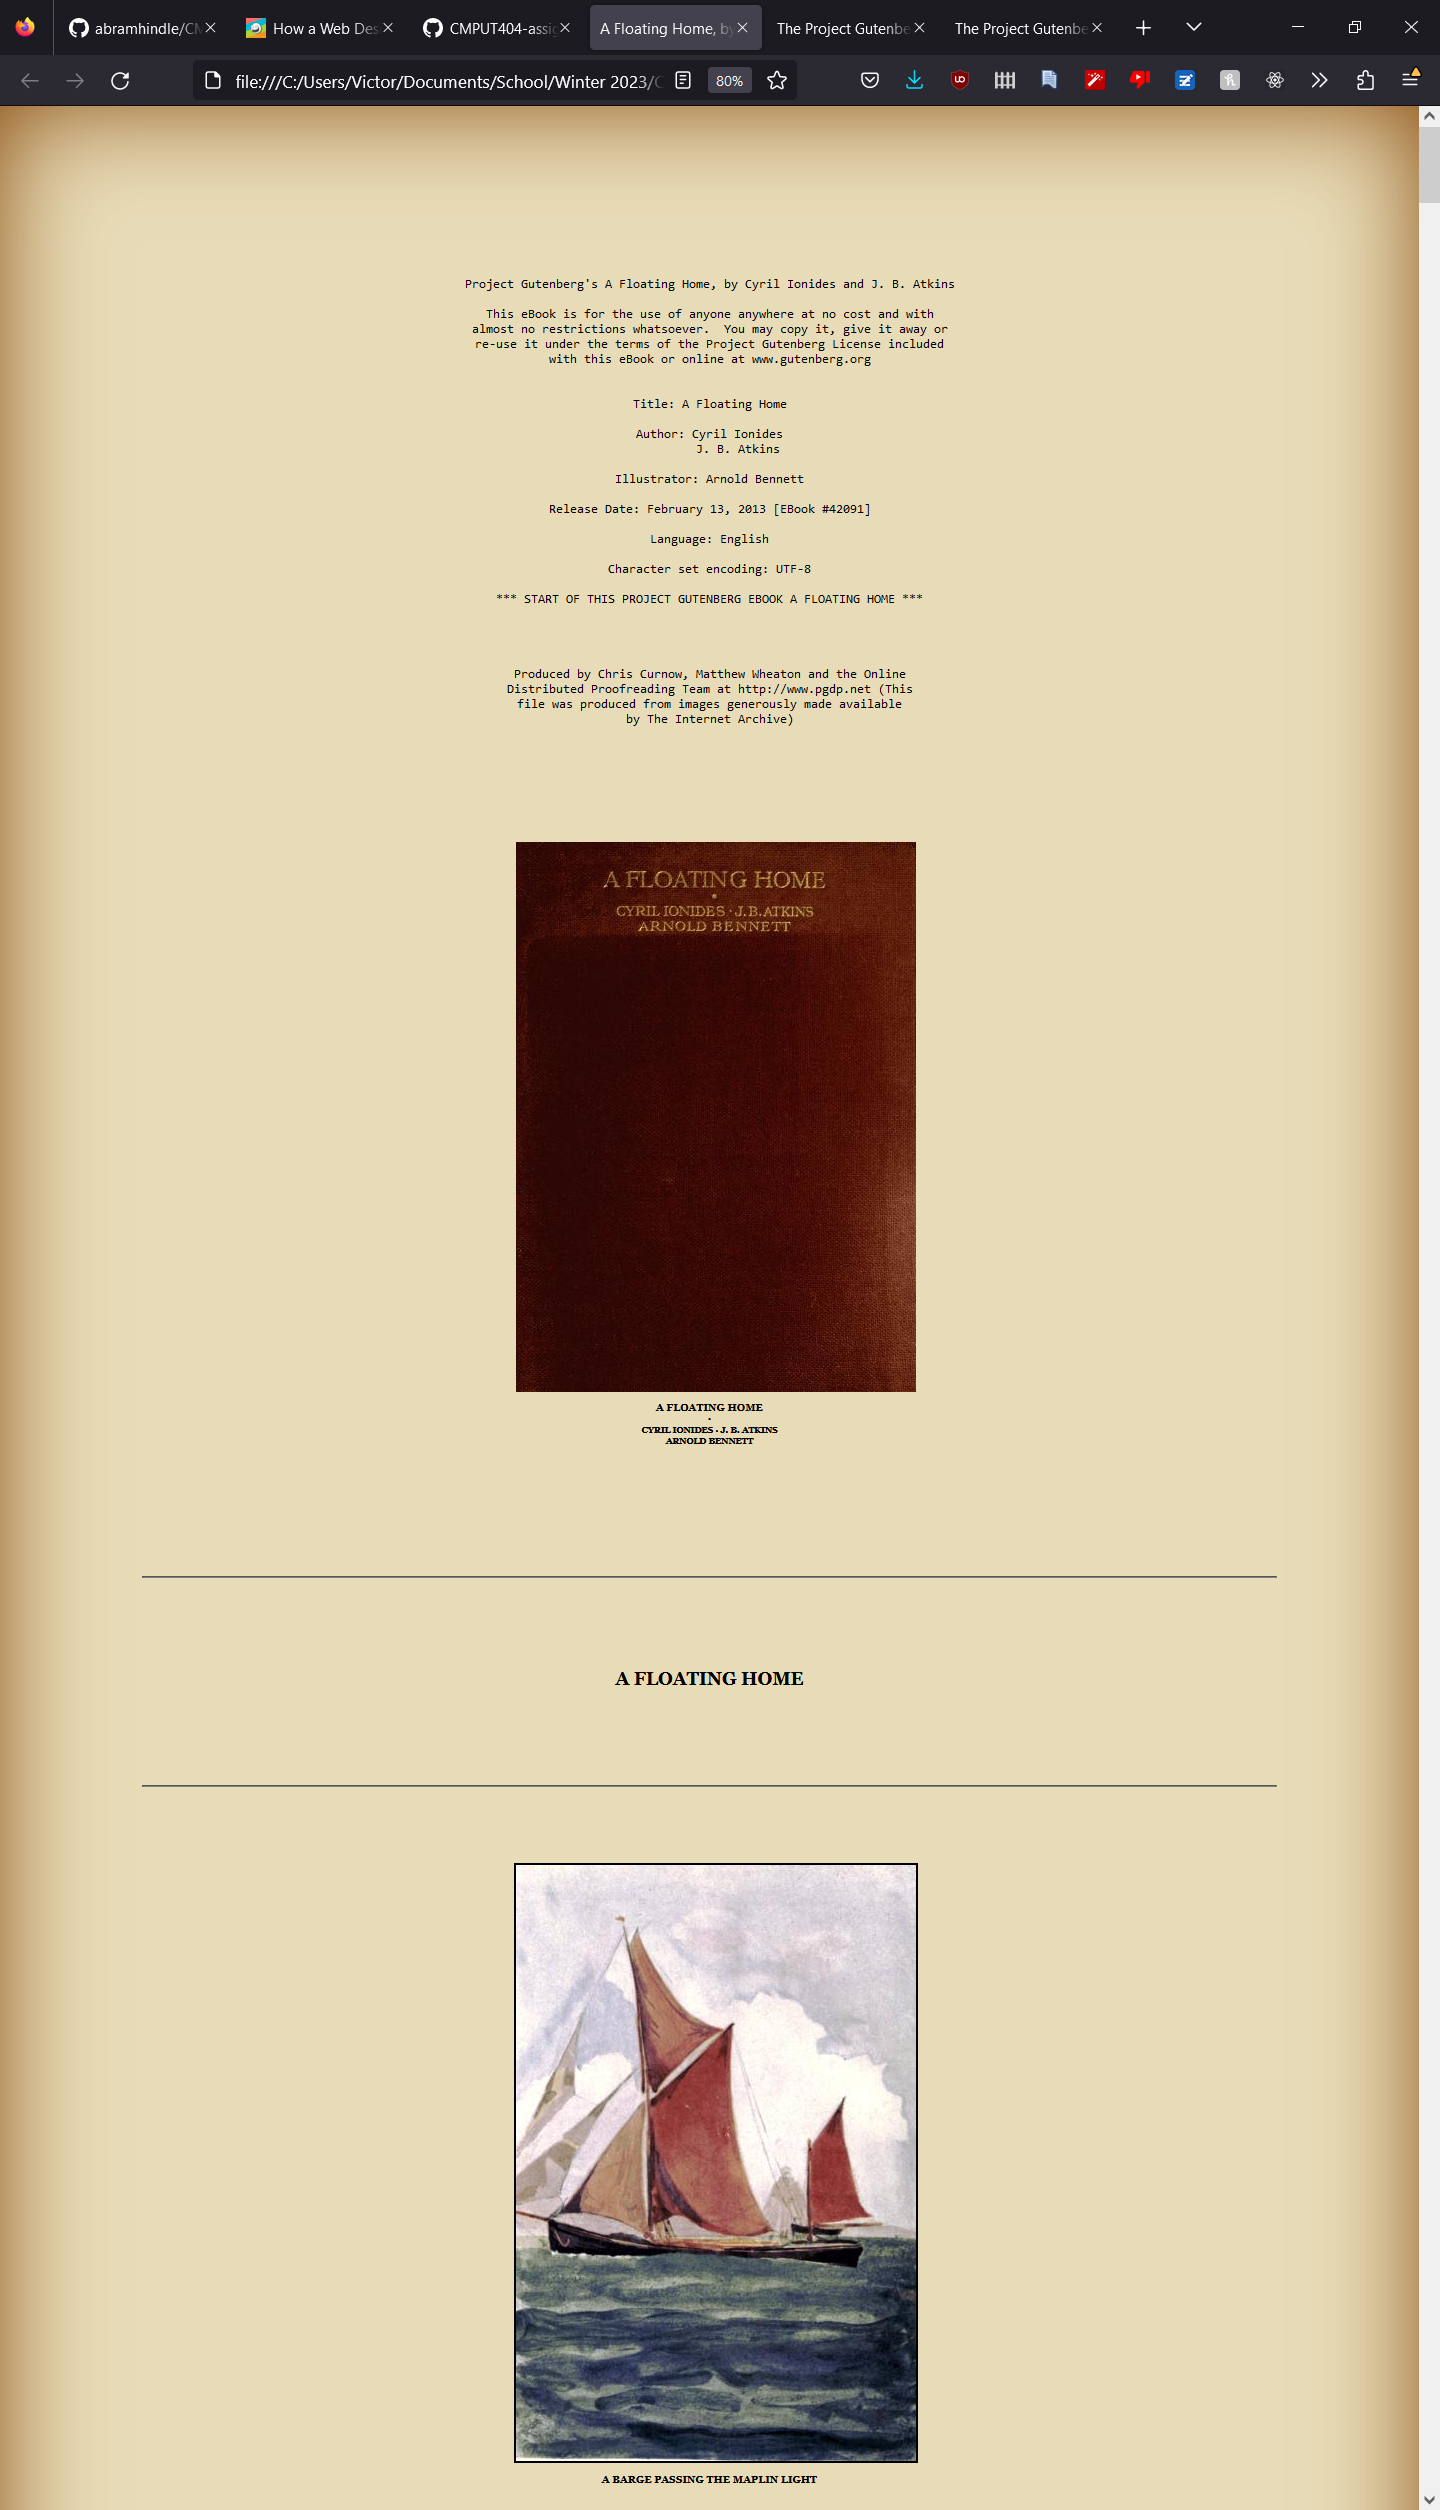 abramhindle/CM
How a Web Des
CMPUT404-assig
A Floating Home, by
The Project Gutenbe
The Project Gutenbe
file:///C:/Users/Victor/Documents/School/Winter 2023/C
80%
Project Gutenberg's A Floating Home, by Cyril Ionides and J. B. Atkins
This eBook is for the use of anyone anywhere at no cost and with
almost no restrictions whatsoever.  You may copy it, give it away or
re-use it under the terms of the Project Gutenberg License included
with this eBook or online at www.gutenberg.org
Title: A Floating Home
Author: Cyril Ionides
J. B. Atkins
Illustrator: Arnold Bennett
Release Date: February 13, 2013 [EBook #42091]
Language: English
Character set encoding: UTF-8
*** START OF THIS PROJECT GUTENBERG EBOOK A FLOATING HOME ***
Produced by Chris Curnow, Matthew Wheaton and the Online
Distributed Proofreading Team at http://www.pgdp.net (This
file was produced from images generously made available
by The Internet Archive)
A FLOATING HOME
CYRIL IONIDES · J.B. ATKINS
ARNOLD BENNETT
A FLOATING HOME
·
CYRIL IONIDES · J. B. ATKINS
ARNOLD BENNETT
A FLOATING HOME
A BARGE PASSING THE MAPLIN LIGHT